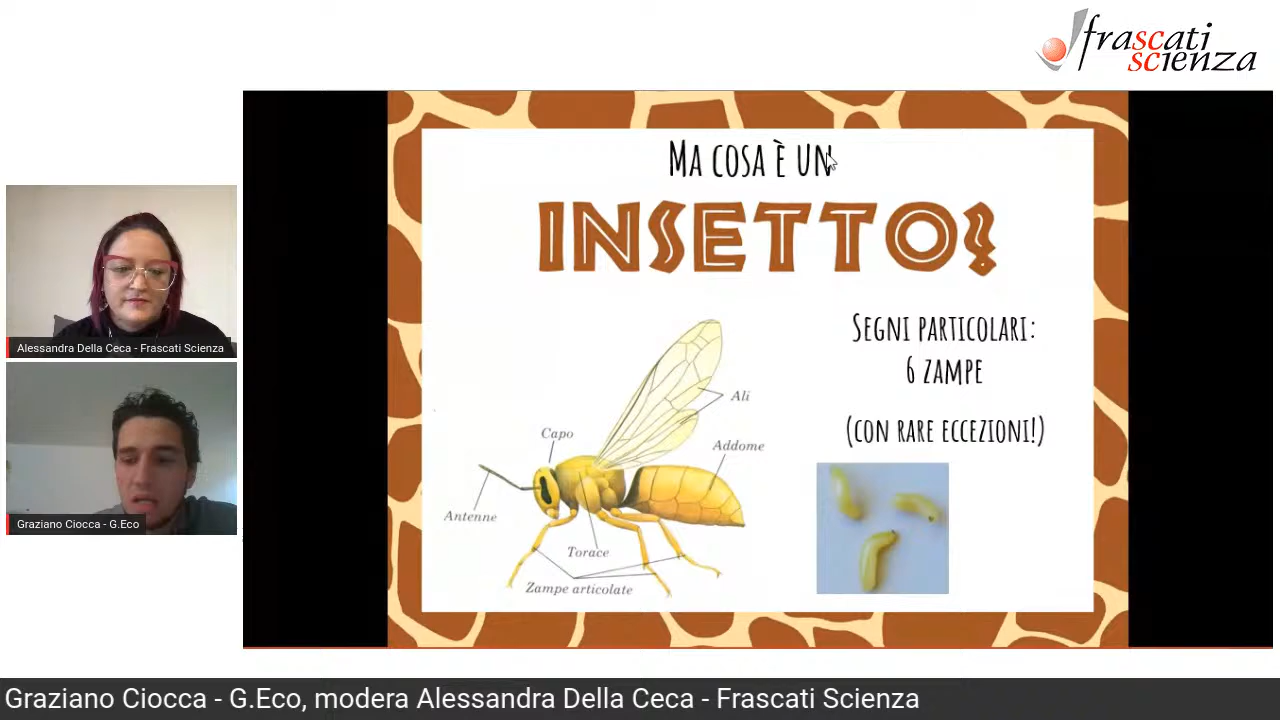 frascati
scienza
Ma cosa è un
INSETTO?
Segni particolari:
6 zampe
(con rare eccezioni!)
Ali
Capo
Addome
Antenne
Torace
Zampe articolate
Alessandra Della Ceca - Frascati Scienza
Graziano Ciocca - G.Eco
Graziano Ciocca - G.Eco, modera Alessandra Della Ceca - Frascati Scienza